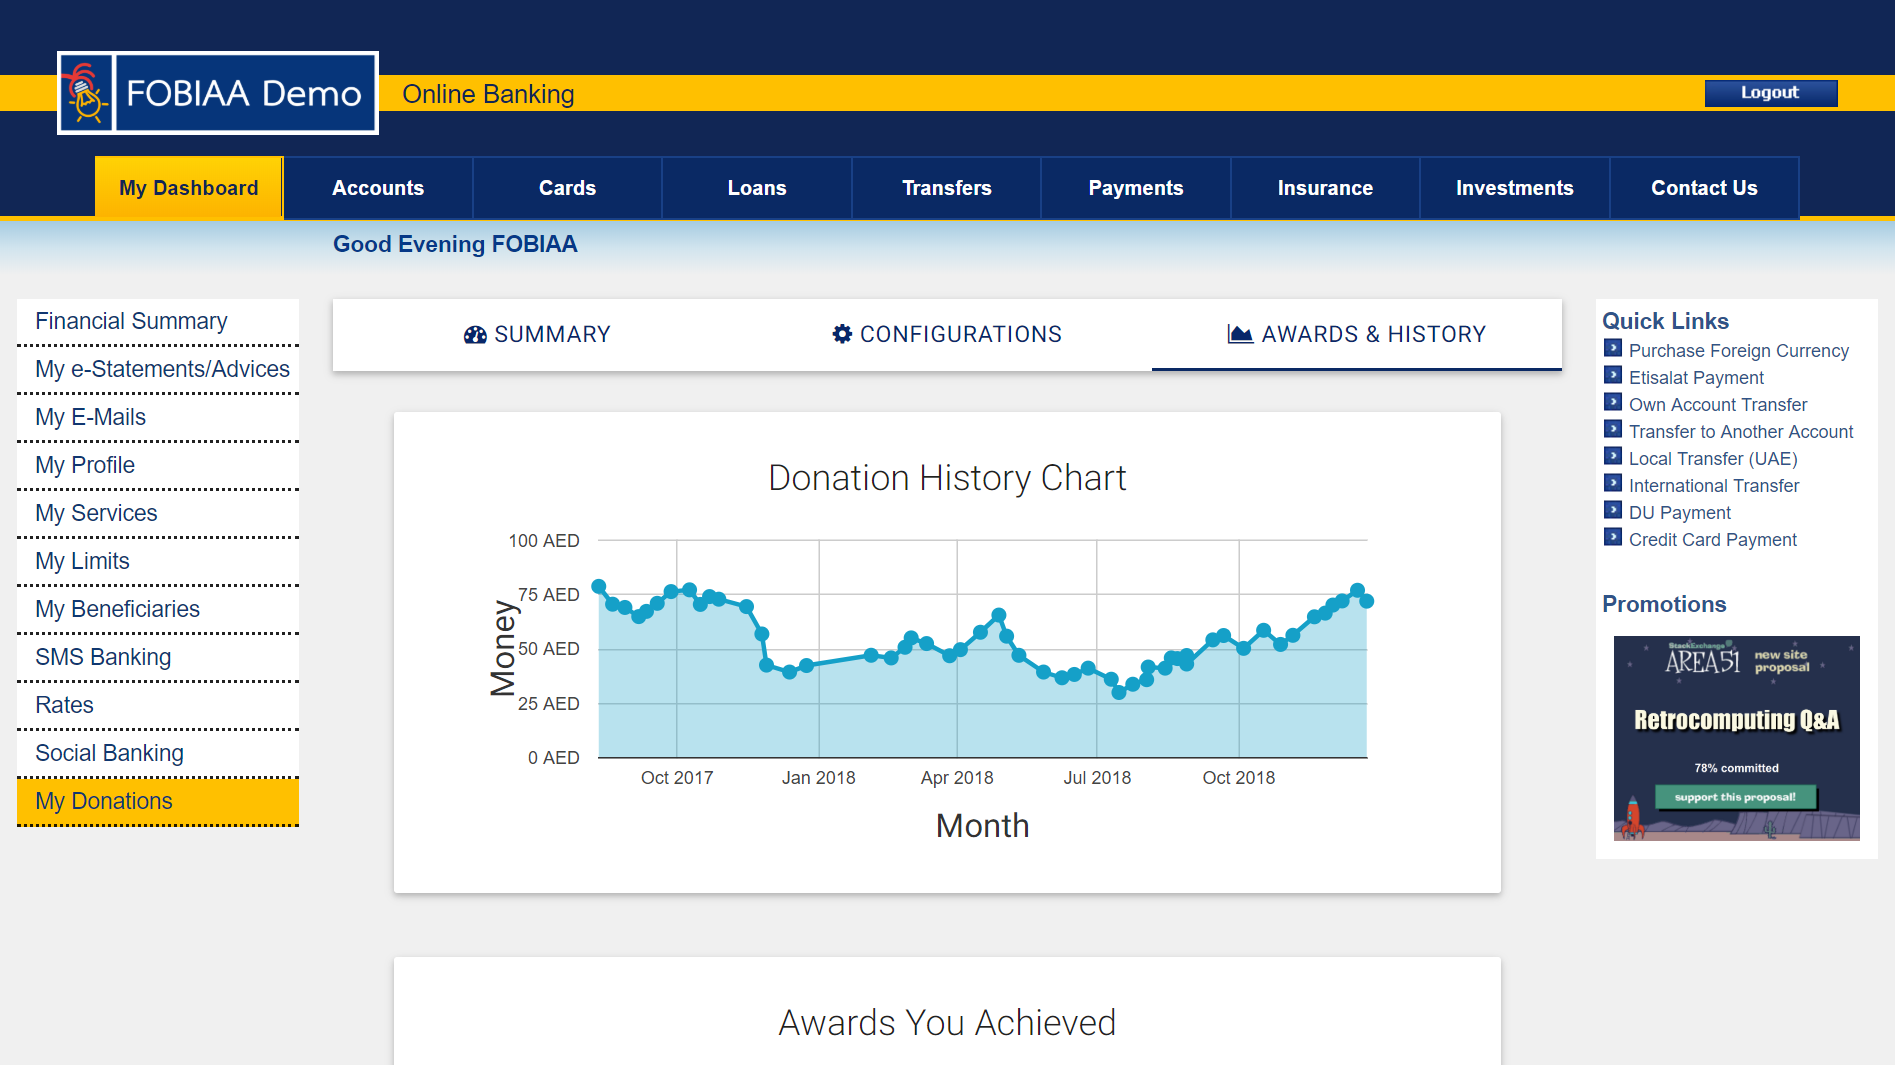 FOBIAA Demo
Online Banking
Logout
My Dashboard
Accounts
Cards
Loans
Transfers
Payments
Insurance
Investments
Contact Us
Good Evening FOBIAA
Financial Summary
My e-Statements/Advices
My E-Mails
My Profile
My Services
My Limits
My Beneficiaries
SMS Banking
Rates
Social Banking
My Donations
SUMMARY
CONFIGURATIONS
AWARDS & HISTORY
Donation History Chart
Money
100 AED
75 AED
50 AED
25 AED
0 AED
Oct 2017
Jan 2018
Apr 2018
Jul 2018
Oct 2018
Month
Awards You Achieved
Quick Links
Purchase Foreign Currency
Etisalat Payment
Own Account Transfer
Transfer to Another Account
Local Transfer (UAE)
International Transfer
DU Payment
Credit Card Payment
Promotions
StackExchange
AREA51
new site
proposal
Retrocomputing Q&A
78% committed
support this proposal!